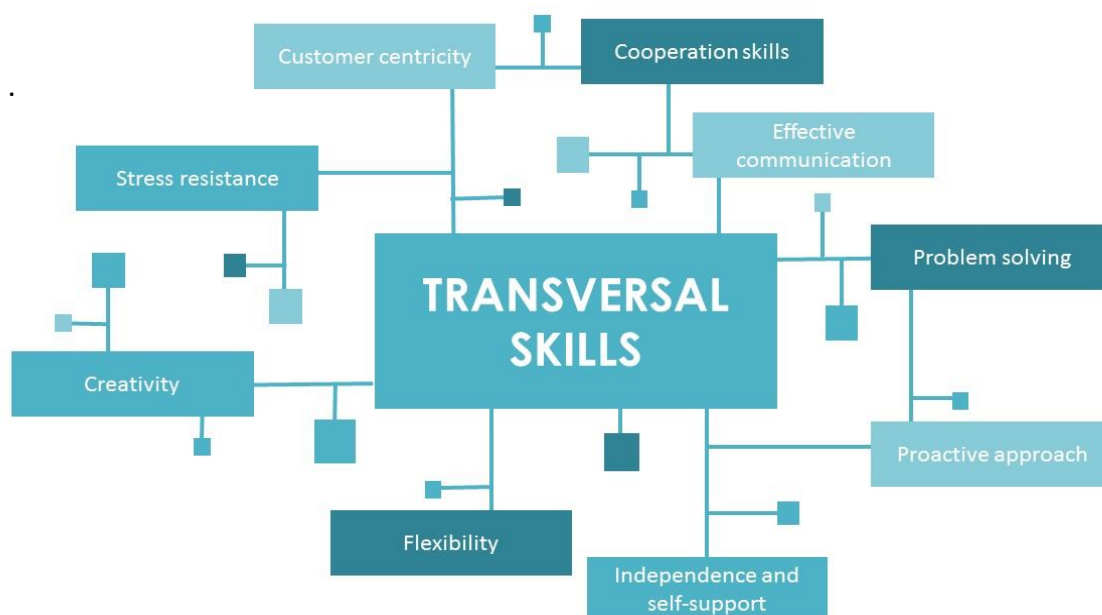 Customer centricity
Cooperation skills
.
Effective
communication
Stress resistance
Problem solving
TRANSVERSAL
SKILLS
Creativity
Proactive approach
Flexibility
Independence and
self-support